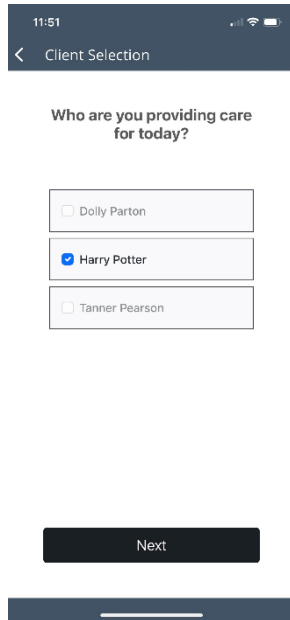 11:51
Client Selection
Who are you providing care
for today?
Dolly Parton
Harry Potter
Tanner Pearson
Next